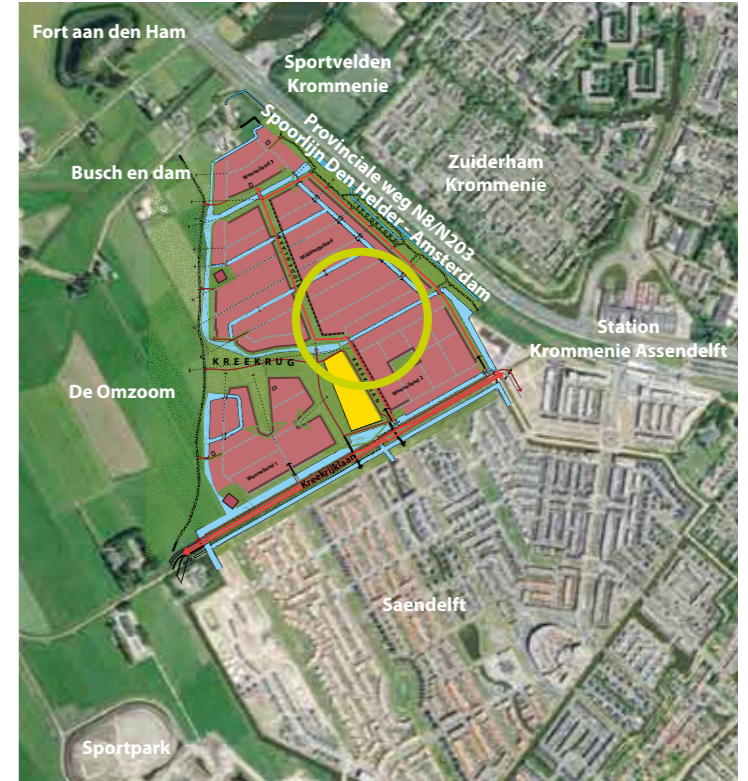 Fort aan den Ham
Sportvelden
Krommenie
Provinciale weg N8/N203
Spoorlijn Den Helder - Amsterdam
Zuiderham
Krommenie
Busch en dam
Station
Krommenie Assendelft
KREEKRUG
De Omzoom
Kreekrijklaan
Saendelft
Sportpark